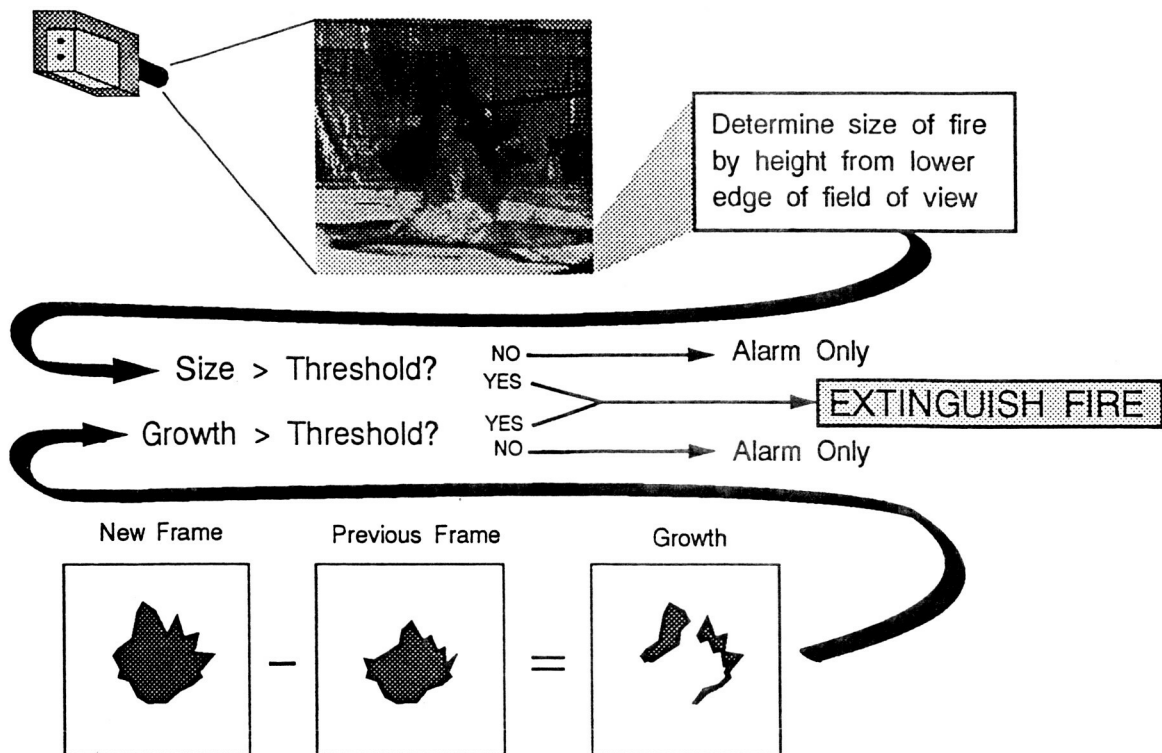 Determine size of fire
by height from lower
edge of field of view
Size > Threshold?
NO
Alarm Only
YES
EXTINGUISH FIRE
Growth > Threshold?
YES
NO
Alarm Only
New Frame
Previous Frame
Growth
–
=